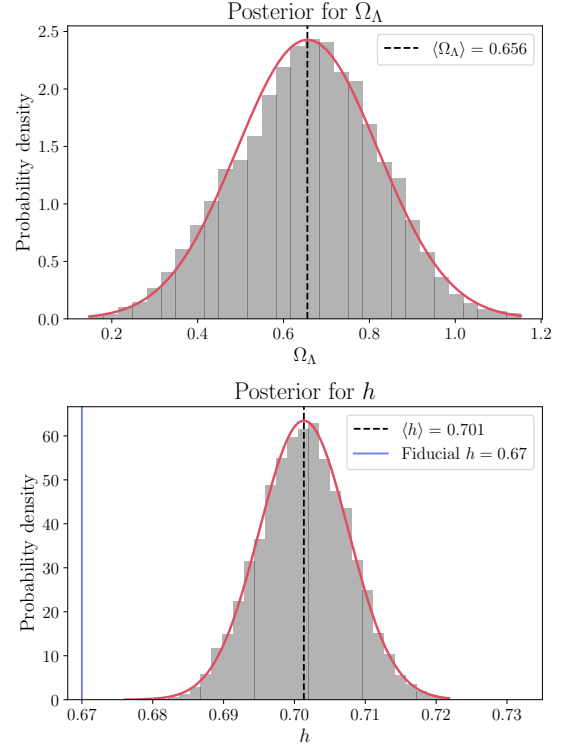 Posterior for Ω_Λ
2.5
2.0
1.5
1.0
0.5
0.0
Probability density
⟨Ω_Λ⟩ = 0.656
0.2 0.4 0.6 0.8 1.0 1.2
Ω_Λ
Posterior for h
60
50
40
30
20
10
0
Probability density
⟨h⟩ = 0.701
Fiducial h = 0.67
0.67 0.68 0.69 0.70 0.71 0.72 0.73
h